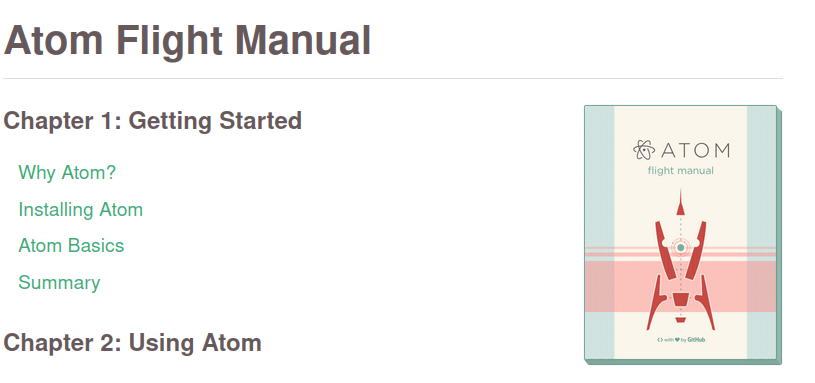 Atom Flight Manual
Chapter 1: Getting Started
Why Atom?
Installing Atom
Atom Basics
Summary
Chapter 2: Using Atom
ATOM
flight manual
<> with ♥ by GitHub